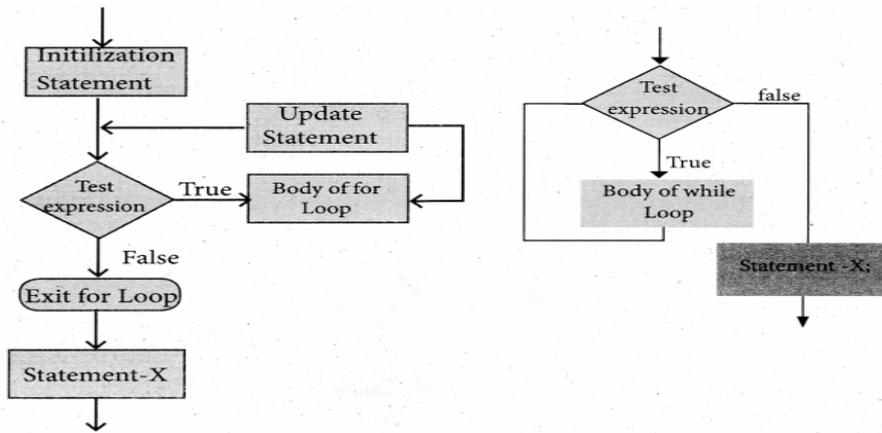 Initilization
Statement
Update
Statement
Test
expression
True
Body of for
Loop
False
Exit for Loop
Statement-X
Test
expression
false
True
Body of while
Loop
Statement -X;